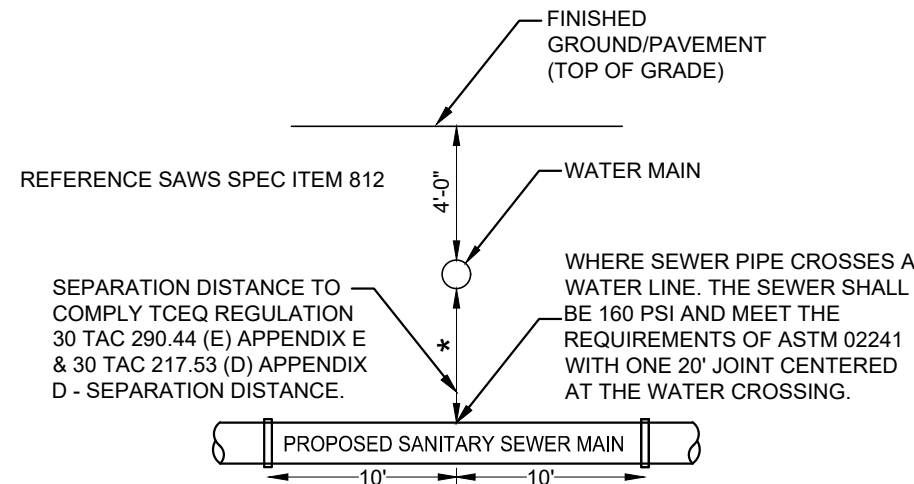 FINISHED
GROUND/PAVEMENT
(TOP OF GRADE)
REFERENCE SAWS SPEC ITEM 812
4'-0"
WATER MAIN
SEPARATION DISTANCE TO
COMPLY TCEQ REGULATION
30 TAC 290.44 (E) APPENDIX E
& 30 TAC 217.53 (D) APPENDIX
D - SEPARATION DISTANCE.
*
WHERE SEWER PIPE CROSSES A
WATER LINE. THE SEWER SHALL
BE 160 PSI AND MEET THE
REQUIREMENTS OF ASTM 02241
WITH ONE 20' JOINT CENTERED
AT THE WATER CROSSING.
PROPOSED SANITARY SEWER MAIN
10'
10'